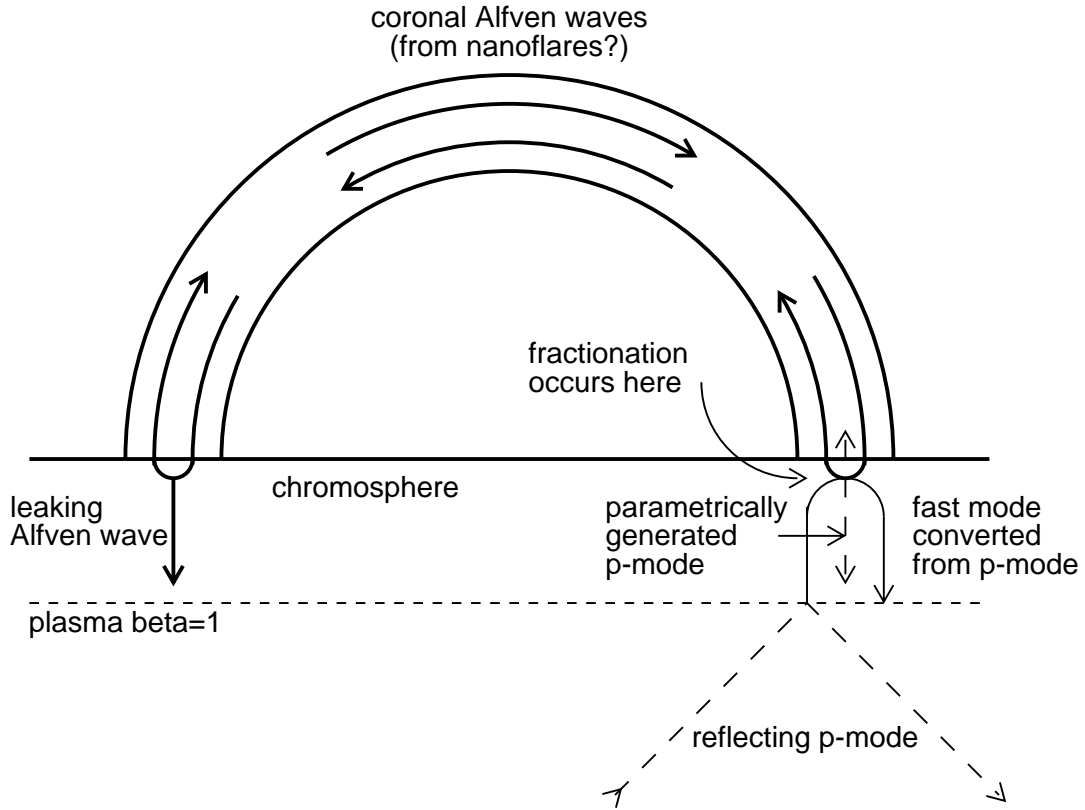 coronal Alfven waves
(from nanoflares?)
fractionation
occurs here
chromosphere
leaking
Alfven wave
parametrically
generated
p-mode
fast mode
converted
from p-mode
plasma beta=1
reflecting p-mode